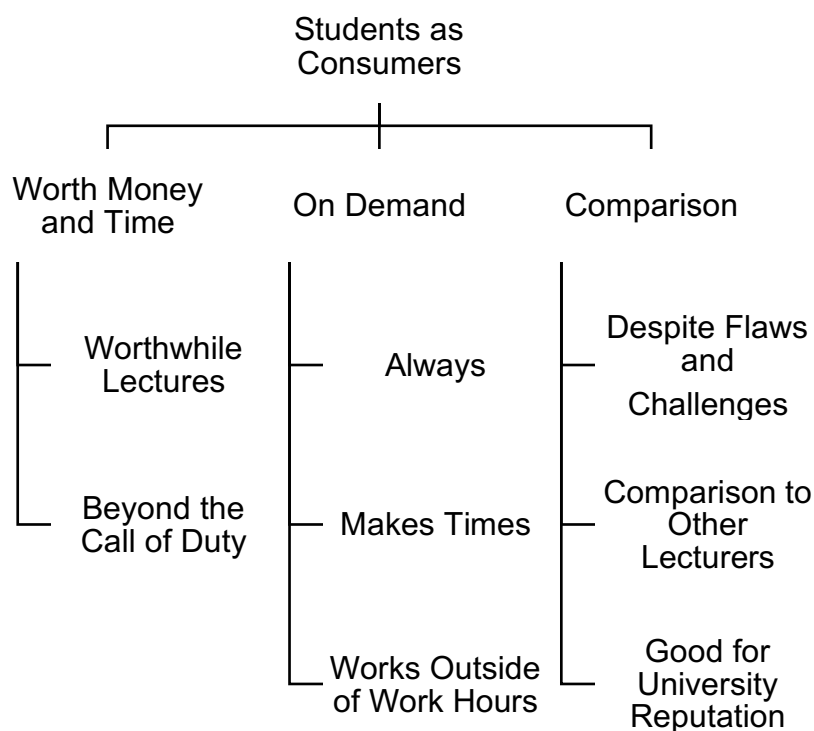 Students as
Consumers
Worth Money
and Time
On Demand
Comparison
Worthwhile
Lectures
Beyond the
Call of Duty
Always
Makes Times
Works Outside
of Work Hours
Despite Flaws
and
Challenges
Comparison to
Other
Lecturers
Good for
University
Reputation